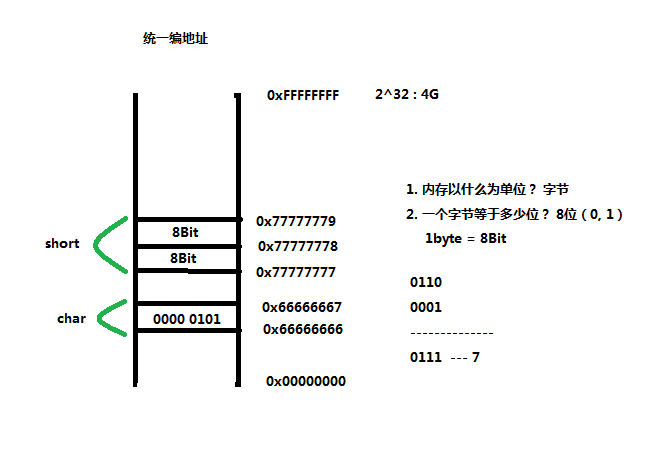 统一编地址
0xFFFFFFFF
2^32 : 4G
1. 内存以什么为单位？ 字节
2. 一个字节等于多少位？ 8位（0, 1）
1byte = 8Bit
short
8Bit
8Bit
0x77777779
0x77777778
0x77777777
char
0000 0101
0x66666667
0x66666666
0x00000000
0110
0001
--------------
0111 --- 7